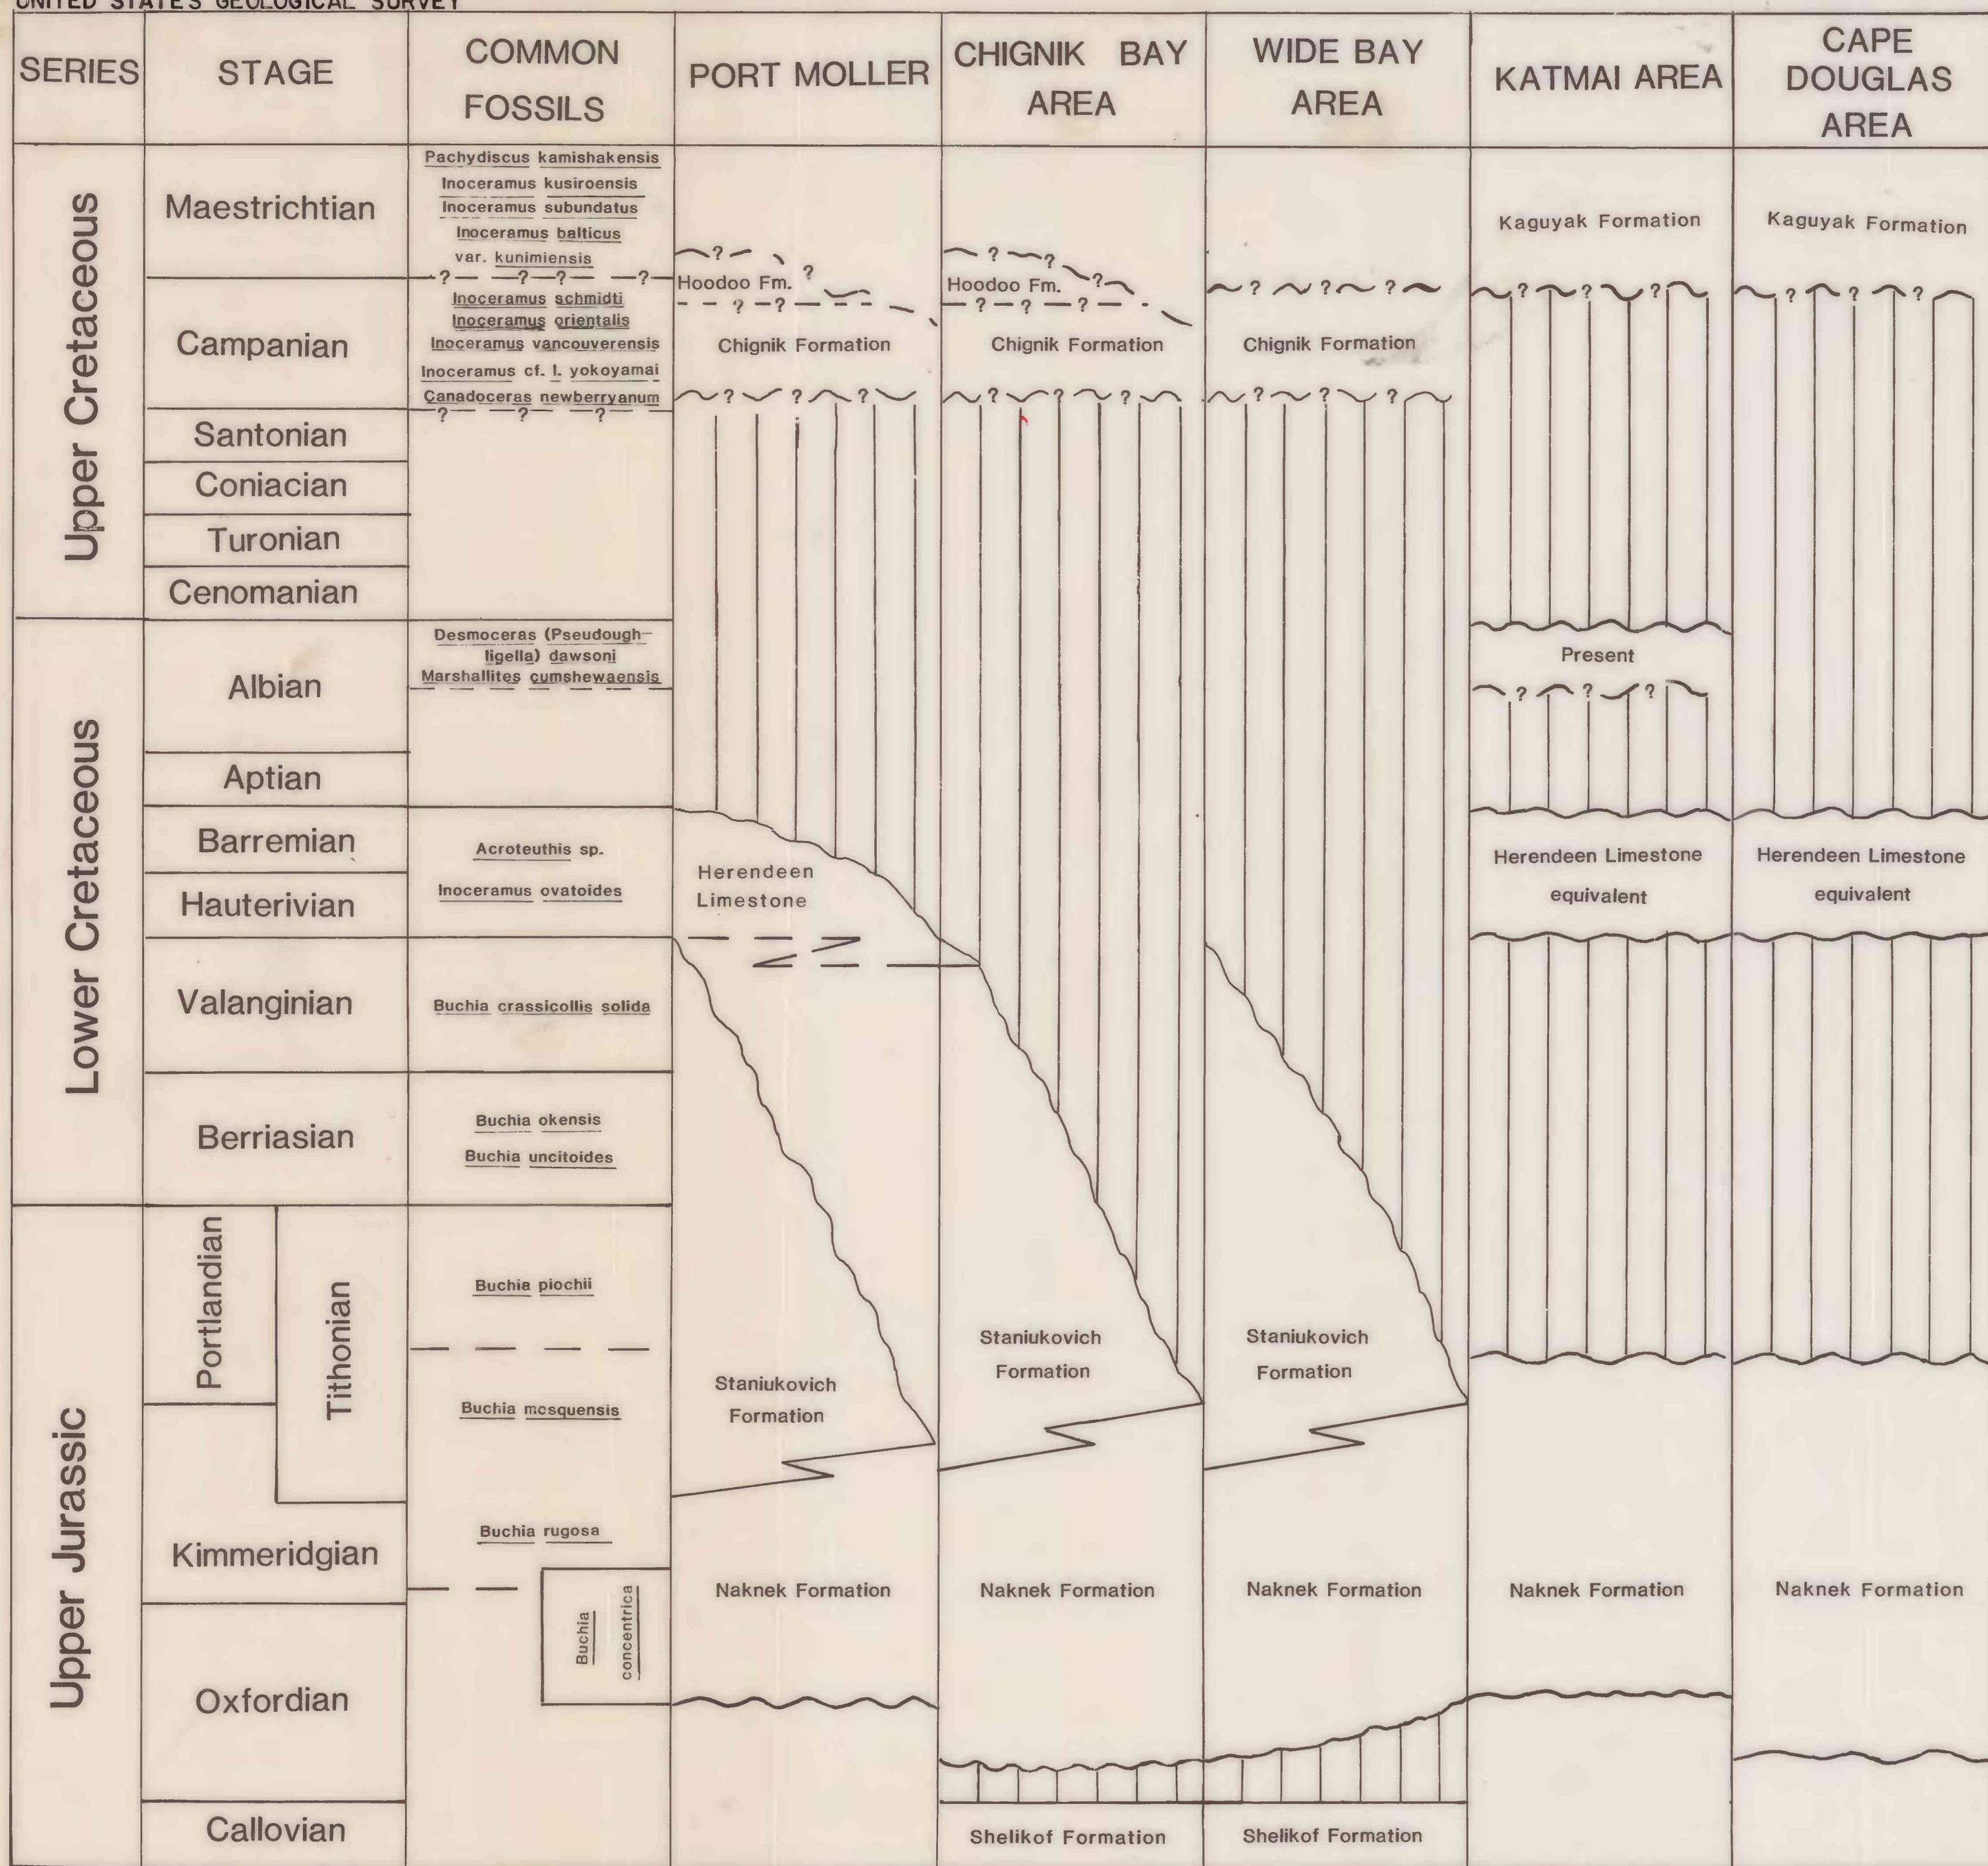 UNITED STATES GEOLOGICAL SURVEY
SERIES
STAGE
COMMON
FOSSILS
PORT MOLLER
CHIGNIK BAY
AREA
WIDE BAY
AREA
KATMAI AREA
CAPE
DOUGLAS
AREA
Upper Cretaceous
Maestrichtian
Pachydiscus kamishakensis
Inoceramus kusiroensis
Inoceramus subundatus
Inoceramus balticus
var. kunimiensis
Kaguyak Formation
Kaguyak Formation
? ? ?
? ?
? ? ?
Hoodoo Fm.
Hoodoo Fm.
? ?
? ? ?
? ? ?
? ? ?
? ? ?
Campanian
Inoceramus schmidti
Inoceramus orientalis
Inoceramus vancouverensis
Inoceramus cf. I. yokoyamai
Canadoceras newberryanum
? ? ?
Chignik Formation
Chignik Formation
Chignik Formation
? ? ?
? ? ?
? ? ?
Santonian
Coniacian
Turonian
Cenomanian
Lower Cretaceous
Albian
Desmoceras (Pseudough-
ligella) dawsoni
Marshallites cumshewaensis
Present
? ? ?
Aptian
Barremian
Acroteuthis sp.
Hauterivian
Inoceramus ovatoides
Herendeen
Limestone
Herendeen Limestone
equivalent
Herendeen Limestone
equivalent
Valanginian
Buchia crassicollis solida
Berriasian
Buchia okensis
Buchia uncitoides
Upper Jurassic
Portlandian
Tithonian
Buchia piochii
Buchia mosquensis
Staniukovich
Formation
Staniukovich
Formation
Staniukovich
Formation
Kimmeridgian
Buchia rugosa
Buchia
concentrica
Naknek Formation
Naknek Formation
Naknek Formation
Naknek Formation
Naknek Formation
Oxfordian
Callovian
Shelikof Formation
Shelikof Formation